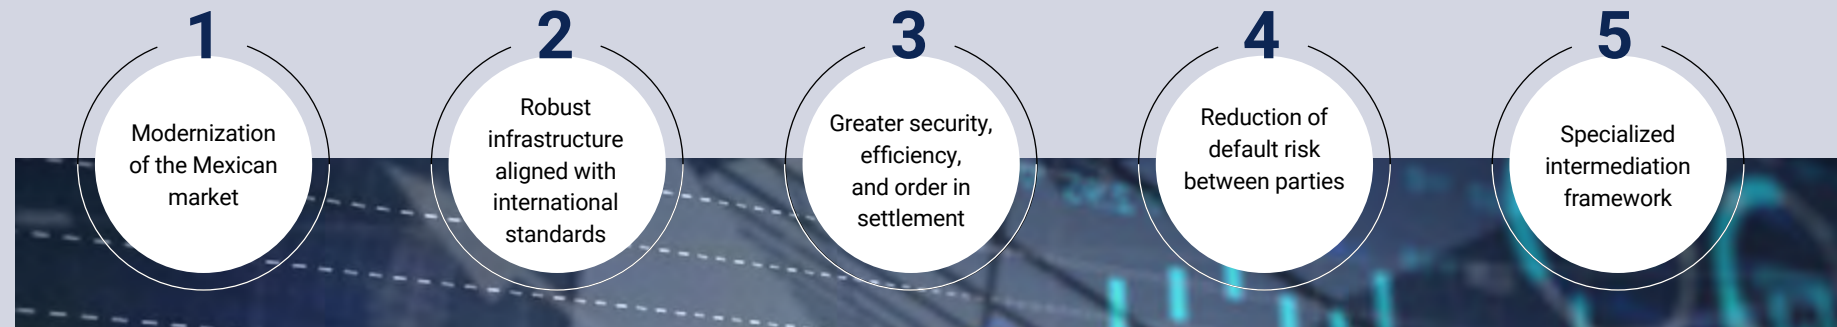 1
Modernization
of the Mexican
market
2
Robust
infrastructure
aligned with
international
standards
3
Greater security,
efficiency,
and order in
settlement
4
Reduction of
default risk
between parties
5
Specialized
intermediation
framework